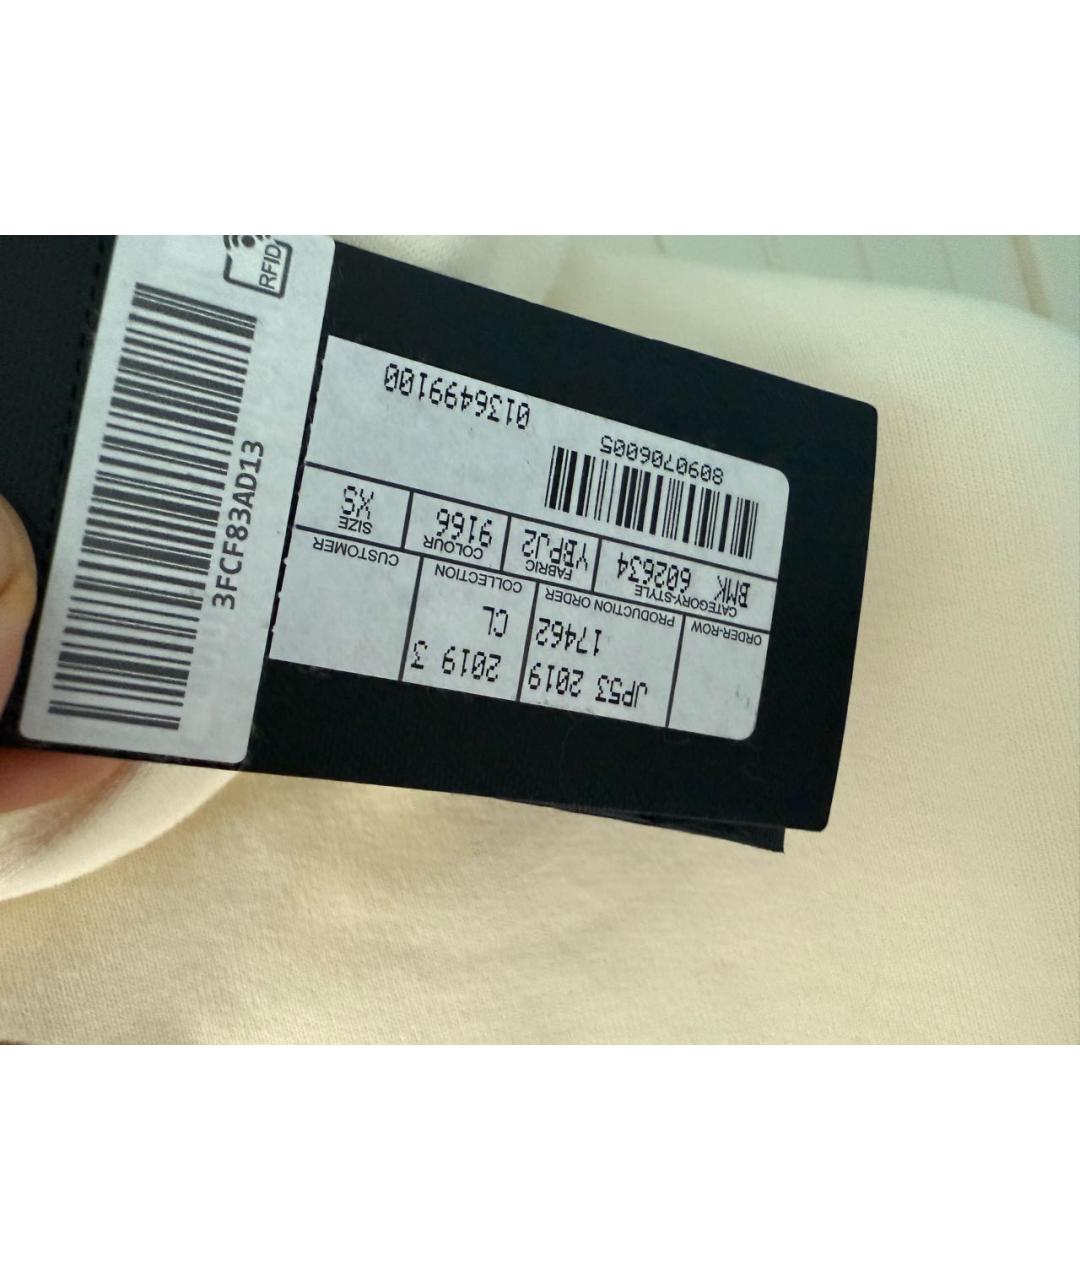 JP53 2019 2019 3
17462 CL
ORDER-ROW PRODUCTION ORDER COLLECTION CUSTOMER
CATEGORY-STYLE FABRIC COLOUR SIZE
BMK 602634 YBPJ2 9166 XS
8090706005
0136499100
RFID
3FCF83AD13